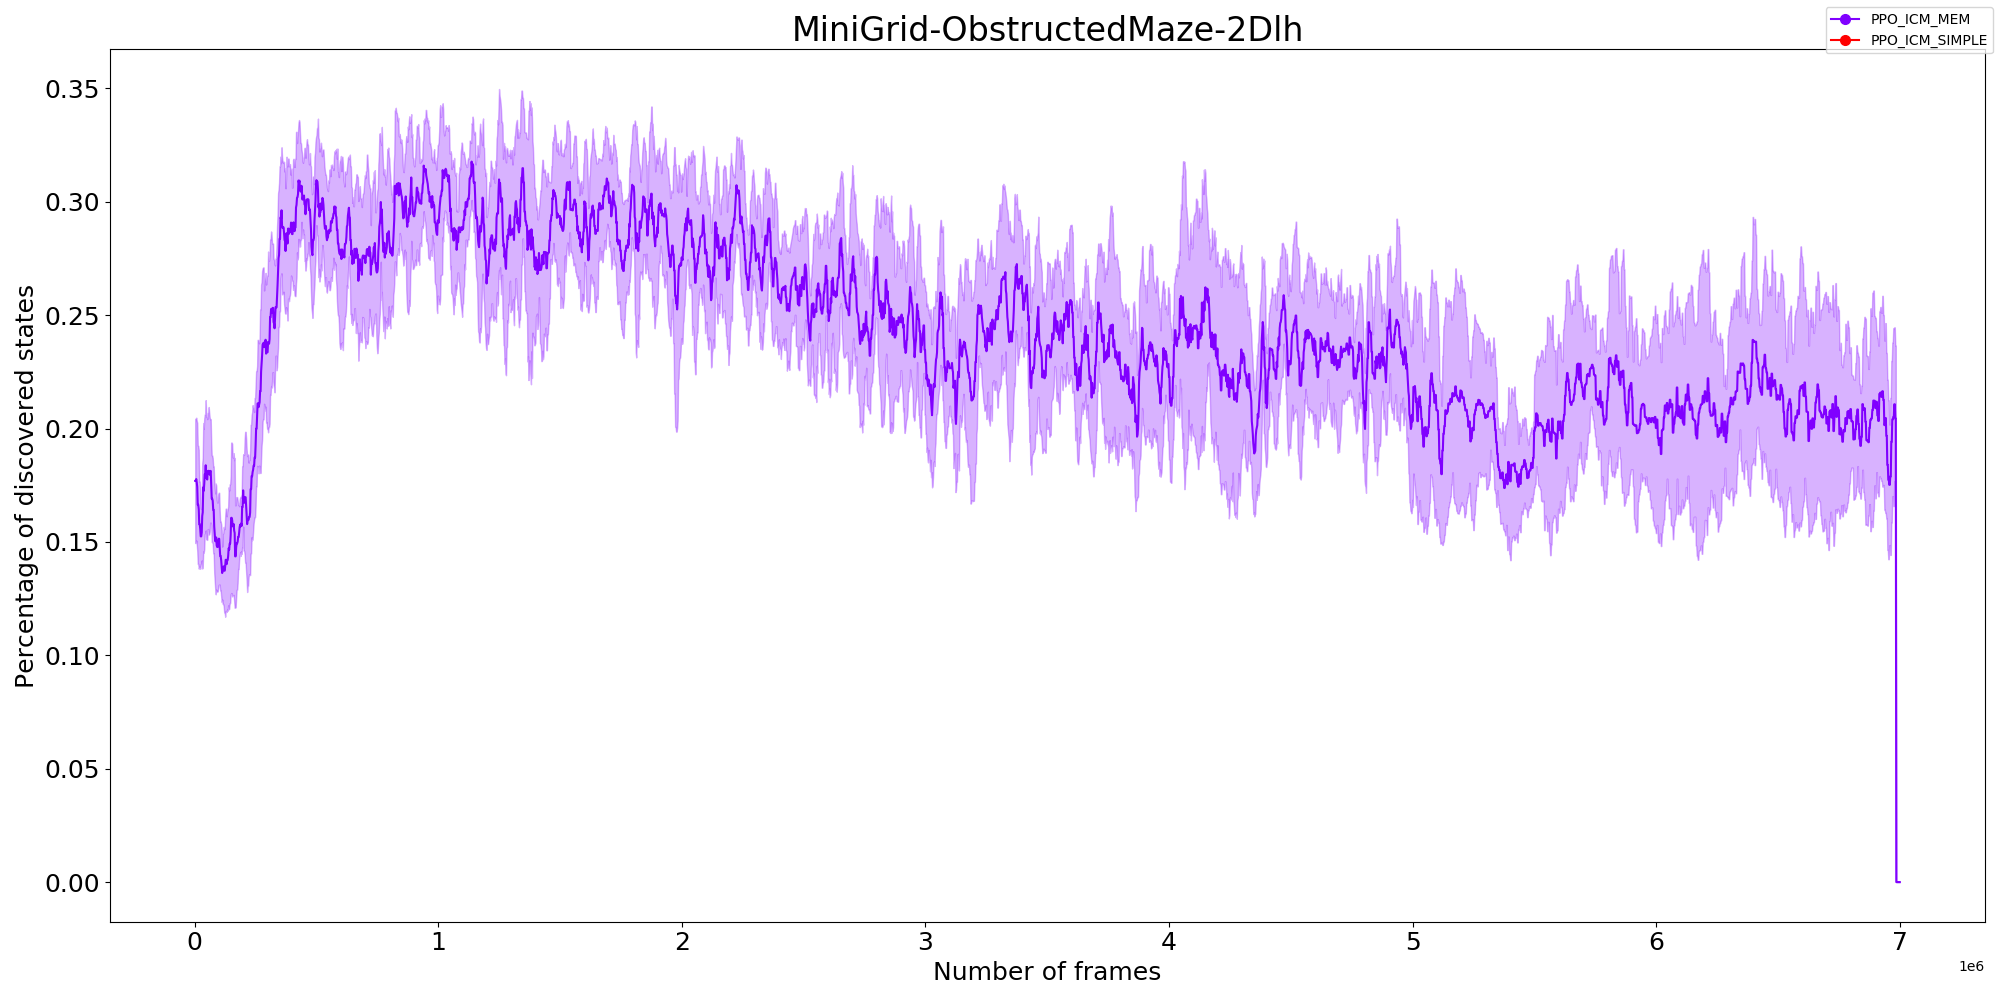 MiniGrid-ObstructedMaze-2Dlh
PPO_ICM_MEM
PPO_ICM_SIMPLE
Percentage of discovered states
0.35
0.30
0.25
0.20
0.15
0.10
0.05
0.00
0 1 2 3 4 5 6 7
Number of frames
1e6